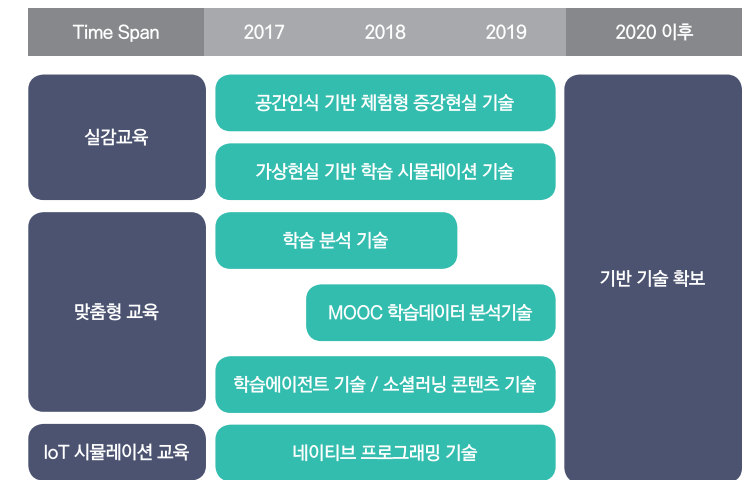 Time Span 2017 2018 2019 2020 이후
실감교육
공간인식 기반 체험형 증강현실 기술
가상현실 기반 학습 시뮬레이션 기술
맞춤형 교육
학습 분석 기술
MOOC 학습데이터 분석기술
학습에이전트 기술 / 소셜러닝 콘텐츠 기술
IoT 시뮬레이션 교육
네이티브 프로그래밍 기술
기반 기술 확보